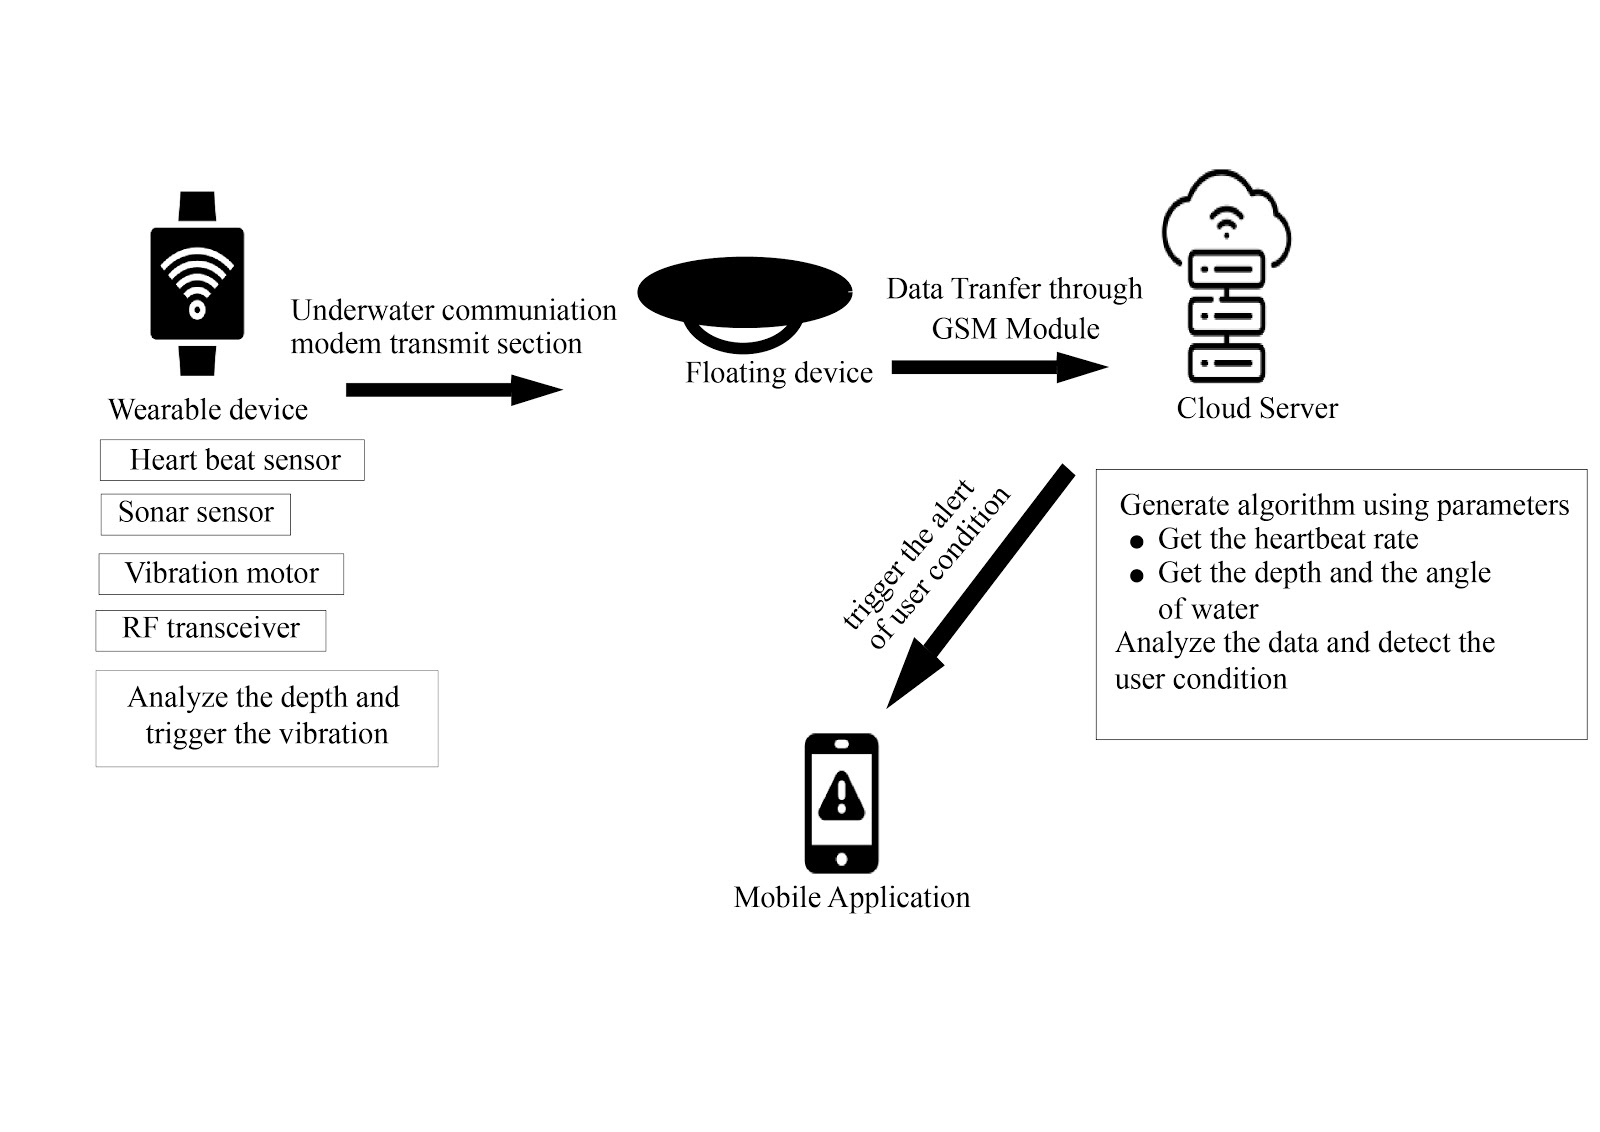 Underwater communiation
modem transmit section
Wearable device
Heart beat sensor
Sonar sensor
Vibration motor
RF transceiver
Analyze the depth and
trigger the vibration
Floating device
Data Tranfer through
GSM Module
Cloud Server
Generate algorithm using parameters
● Get the heartbeat rate
● Get the depth and the angle
of water
Analyze the data and detect the
user condition
trigger the alert
of user condition
Mobile Application